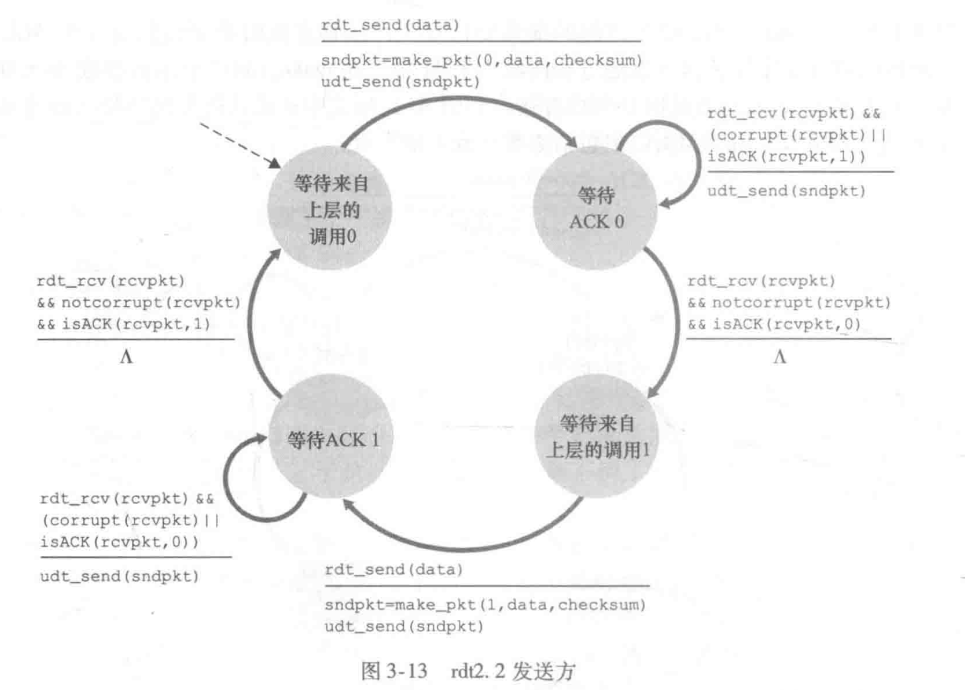 rdt_send(data)
sndpkt=make_pkt(0,data,checksum)
udt_send(sndpkt)
rdt_rcv(rcvpkt) &&
(corrupt(rcvpkt)||
isACK(rcvpkt,1))
udt_send(sndpkt)
等待来自
上层的
调用0
等待
ACK 0
rdt_rcv(rcvpkt)
&& notcorrupt(rcvpkt)
&& isACK(rcvpkt,1)
Λ
rdt_rcv(rcvpkt)
&& notcorrupt(rcvpkt)
&& isACK(rcvpkt,0)
Λ
等待ACK 1
等待来自
上层的调用1
rdt_rcv(rcvpkt) &&
(corrupt(rcvpkt)||
isACK(rcvpkt,0))
udt_send(sndpkt)
rdt_send(data)
sndpkt=make_pkt(1,data,checksum)
udt_send(sndpkt)
图 3-13 rdt2. 2 发送方